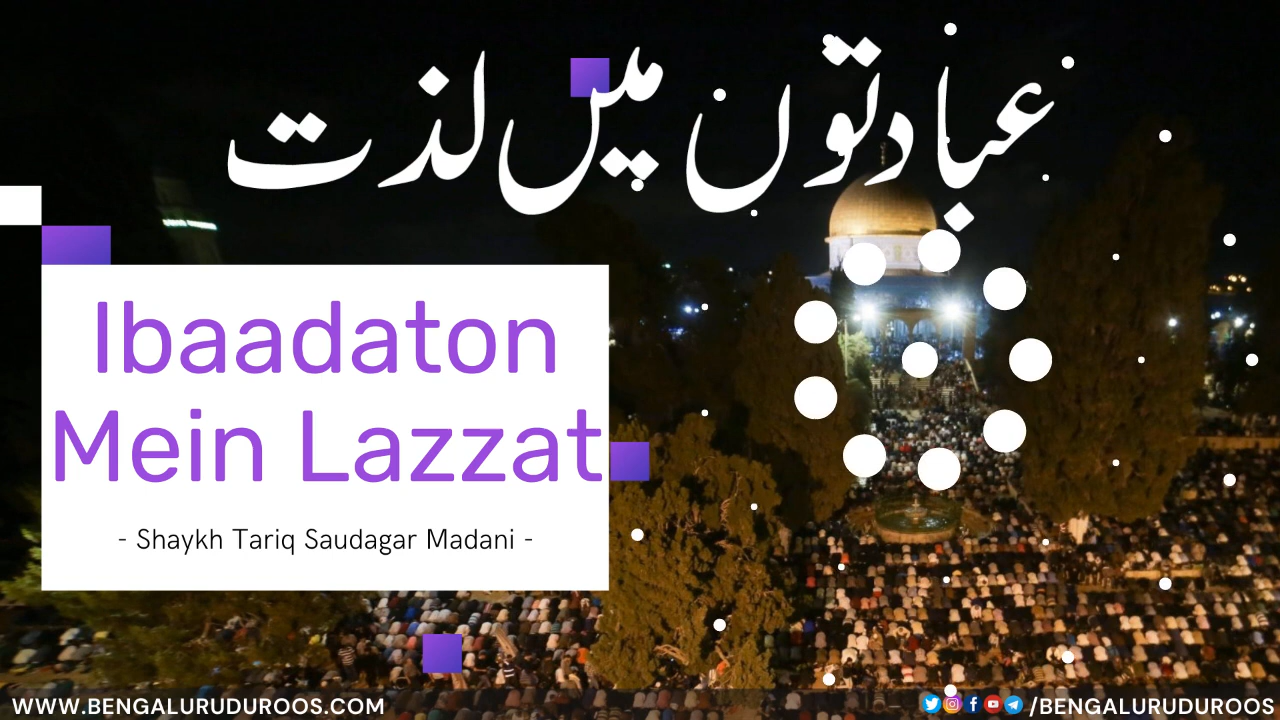 عبادتوں میں لذت
Ibaadaton
Mein Lazzat
- Shaykh Tariq Saudagar Madani -
WWW.BENGALURUDUROOS.COM
/BENGALURUDUROOS